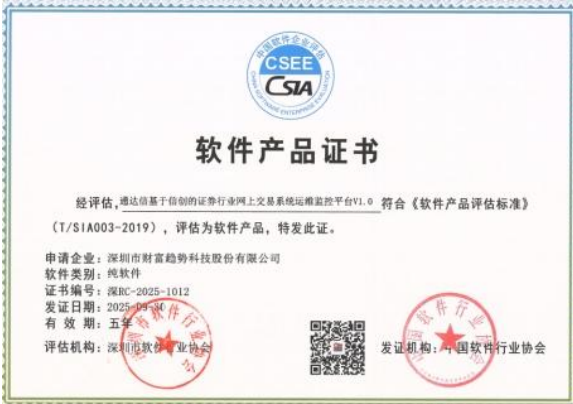 中国软件企业评估
CSEE
CSIA
CHINA SOFTWARE ENTERPRISE EVALUATION
软件产品证书
经评估,通达信基于信创的证券行业网上交易系统运维监控平台V1.0 符合《软件产品评估标准》
(T/SIA003-2019),评估为软件产品,特发此证。
申请企业:深圳市财富趋势科技股份有限公司
软件类别:纯软件
证书编号:深RC-2025-1012
发证日期:2025-09-30
有 效 期:五年
评估机构:深圳市软件行业协会
发证机构:中国软件行业协会